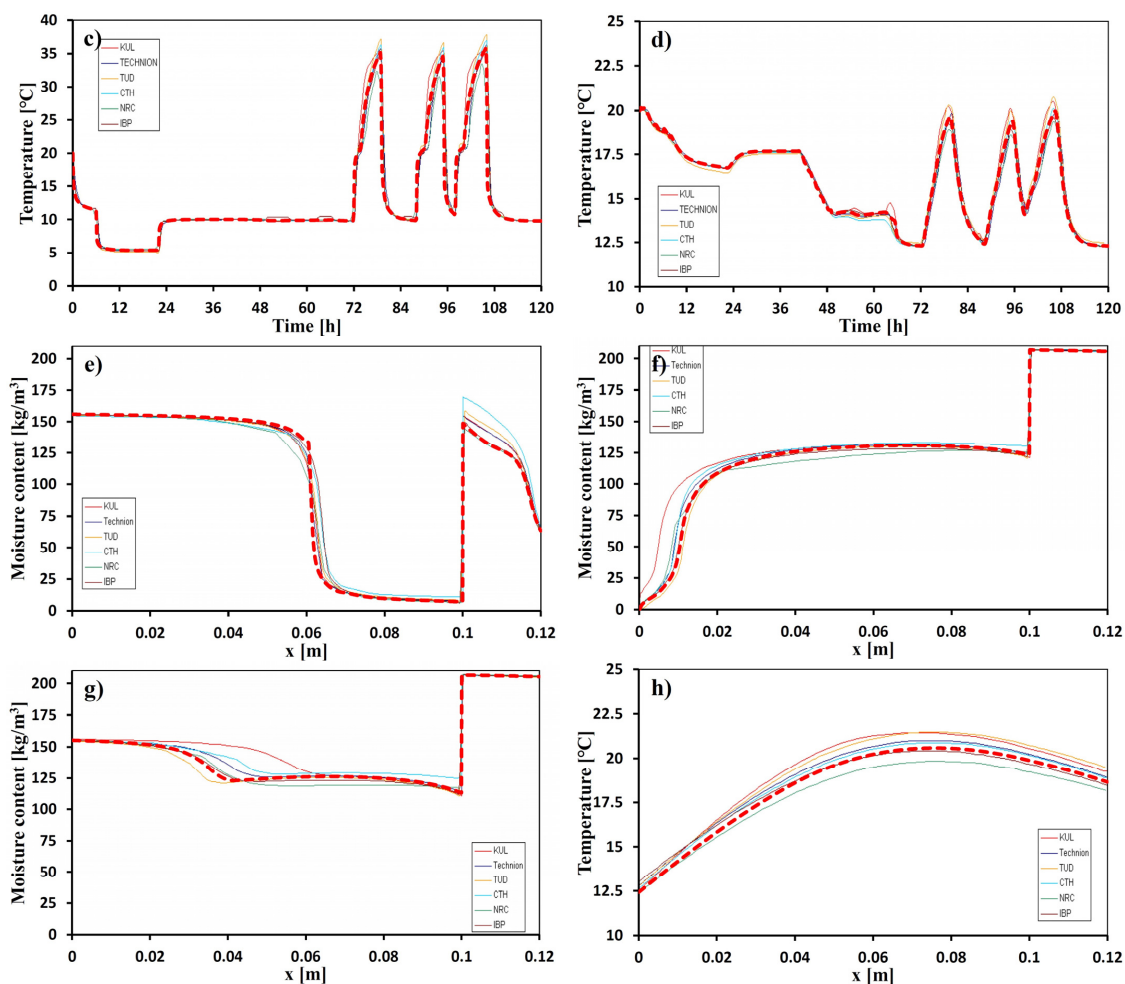 c)
Temperature [°C]
40
35
30
25
20
15
10
5
0
KUL
TECHNION
TUD
CTH
NRC
IBP
0 12 24 36 48 60 72 84 96 108 120
Time [h]
d)
Temperature [°C]
25
22.5
20
17.5
15
12.5
10
KUL
TECHNION
TUD
CTH
NRC
IBP
0 12 24 36 48 60 72 84 96 108 120
Time [h]
e)
Moisture content [kg/m³]
200
175
150
125
100
75
50
25
0
KUL
Technion
TUD
CTH
NRC
IBP
0 0.02 0.04 0.06 0.08 0.1 0.12
x [m]
f)
Moisture content [kg/m³]
200
175
150
125
100
75
50
25
0
KUL
Technion
TUD
CTH
NRC
IBP
0 0.02 0.04 0.06 0.08 0.1 0.12
x [m]
g)
Moisture content [kg/m³]
200
175
150
125
100
75
50
25
0
KUL
Technion
TUD
CTH
NRC
IBP
0 0.02 0.04 0.06 0.08 0.1 0.12
x [m]
h)
Temperature [°C]
25
22.5
20
17.5
15
12.5
10
KUL
Technion
TUD
CTH
NRC
IBP
0 0.02 0.04 0.06 0.08 0.1 0.12
x [m]